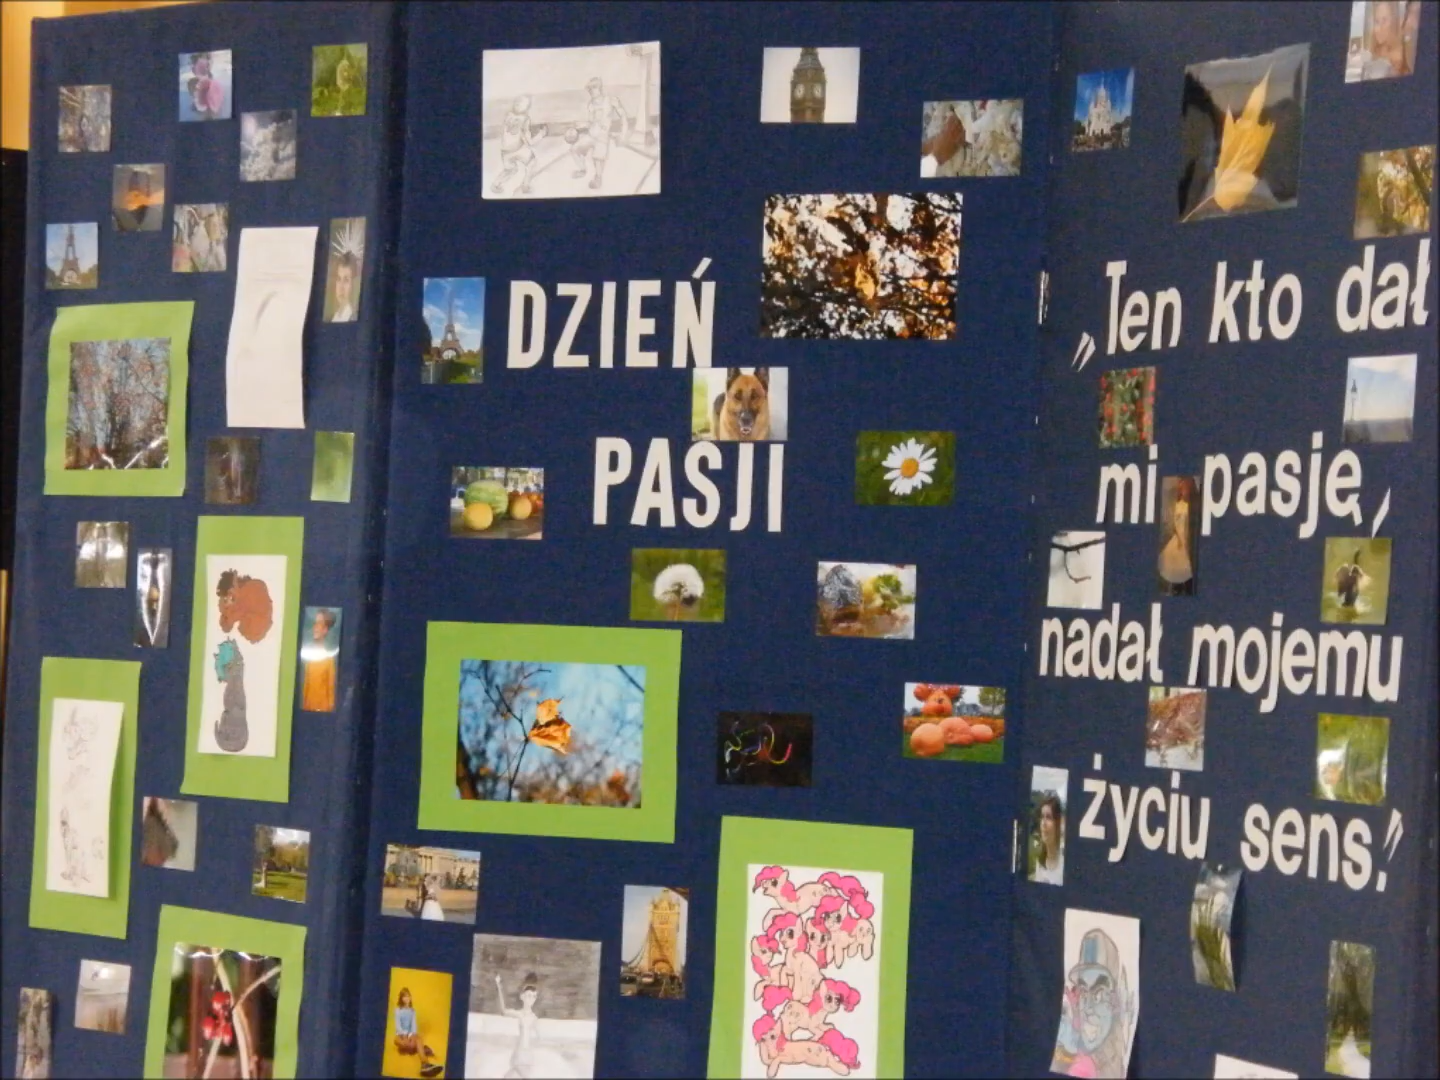 DZIEŃ
PASJI
„Ten kto dał
mi pasję,
nadał mojemu
życiu sens.”